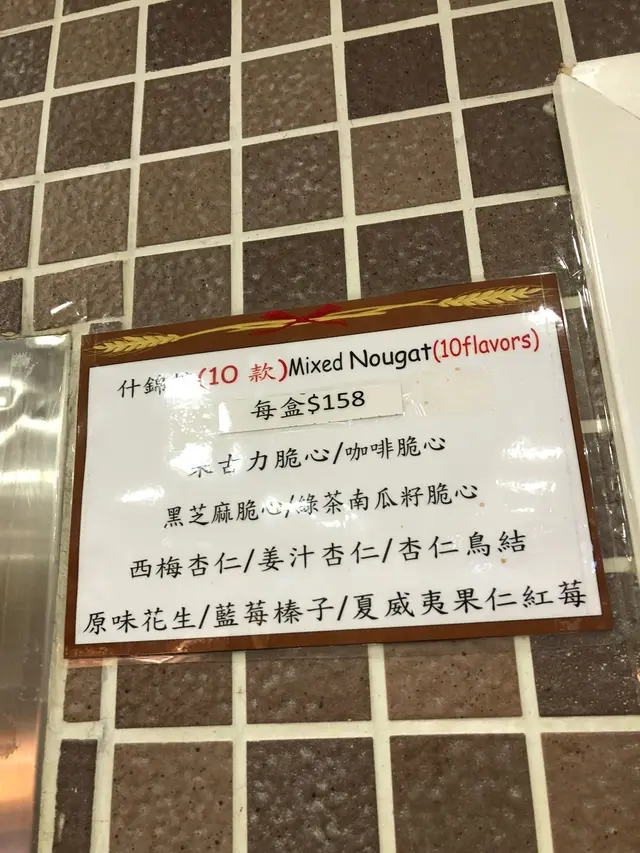 什錦(10 款)Mixed Nougat(10flavors)
每盒$158
古力脆心/咖啡脆心
黑芝麻脆心/綠茶南瓜籽脆心
西梅杏仁/姜汁杏仁/杏仁鳥結
原味花生/藍莓榛子/夏威夷果仁紅莓